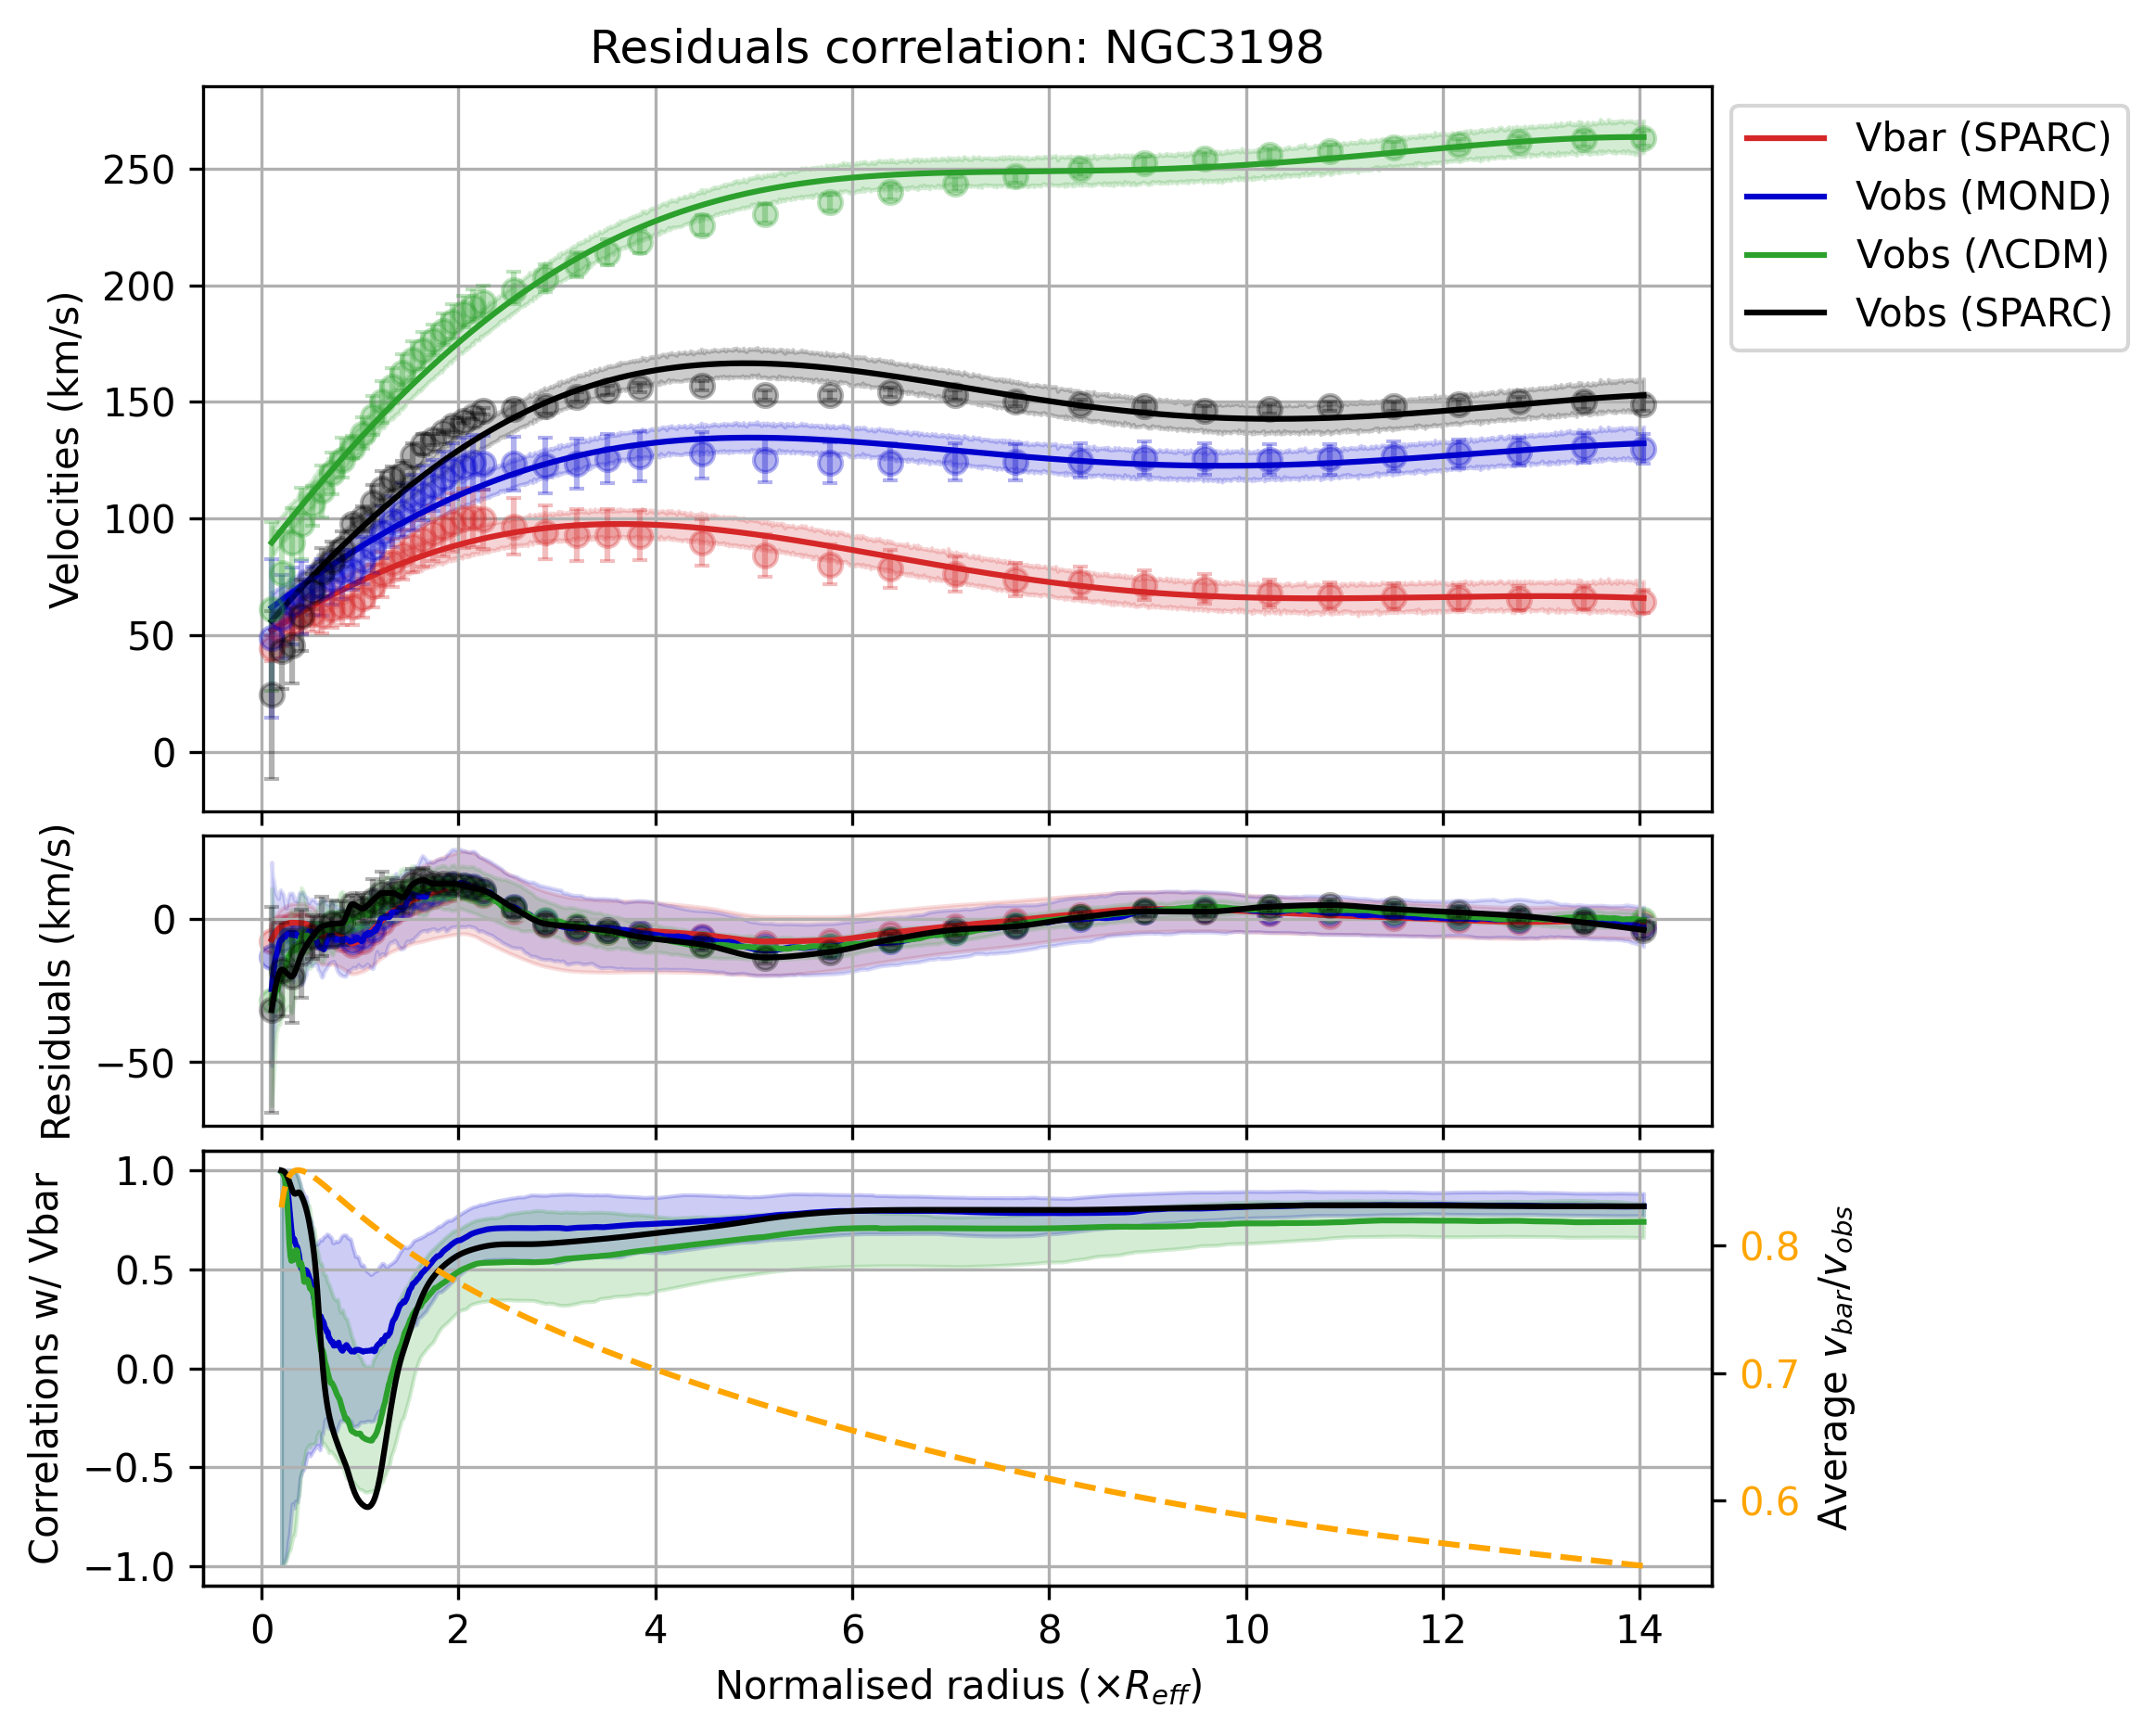 Residuals correlation: NGC3198
Vbar (SPARC)
Vobs (MOND)
Vobs (ΛCDM)
Vobs (SPARC)
Velocities (km/s)
250
200
150
100
50
0
Residuals (km/s)
0
−50
Correlations w/ Vbar
1.0
0.5
0.0
−0.5
−1.0
0.8
0.7
0.6
Average v_bar/v_obs
0 2 4 6 8 10 12 14
Normalised radius (×R_eff)